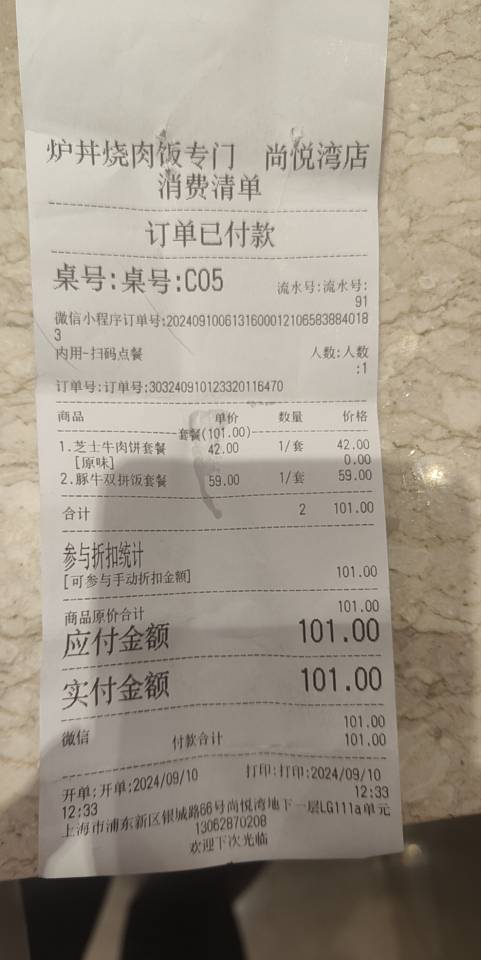 炉丼烧肉饭专门 尚悦湾店
消费清单
订单已付款
桌号:桌号:C05
流水号:流水号:
91
微信小程序订单号:2024091006131600012106583884018
3
内用-扫码点餐 人数:人数
:1
订单号:订单号:303240910123320116470
商品 单价 数量 价格
套餐(101.00)
1.芝士牛肉饼套餐 42.00 1/套 42.00
[原味] 0.00
2.豚牛双拼饭套餐 59.00 1/套 59.00
合计 2 101.00
参与折扣统计
[可参与手动折扣金额] 101.00
商品原价合计 101.00
应付金额 101.00
实付金额 101.00
101.00
微信 付款合计 101.00
开单:开单:2024/09/10 打印:打印:2024/09/10
12:33 12:33
上海市浦东新区银城路66号尚悦湾地下一层LG111a单元
13062870208
欢迎下次光临